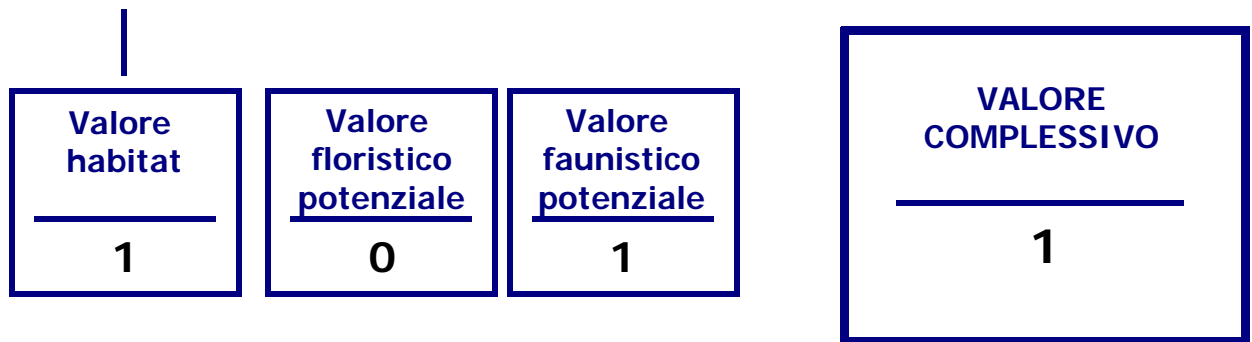 Valore
habitat
1
Valore
floristico
potenziale
0
Valore
faunistico
potenziale
1
VALORE
COMPLESSIVO
1